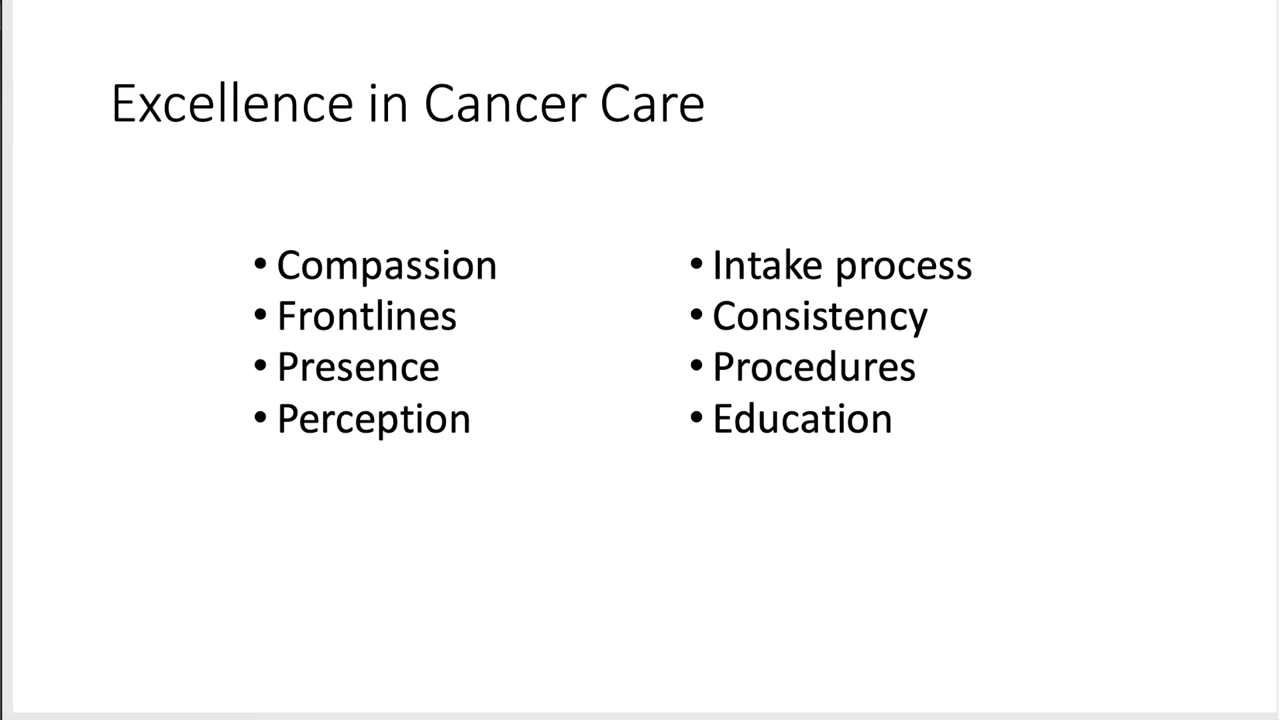 Excellence in Cancer Care
• Compassion
• Frontlines
• Presence
• Perception
• Intake process
• Consistency
• Procedures
• Education